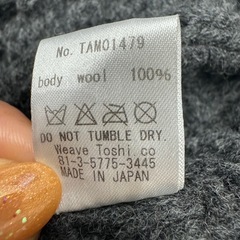 No. TAM01479
body wool 100%
DO NOT TUMBLE DRY.
Weave Toshi.co
81-3-5775-3445
MADE IN JAPAN